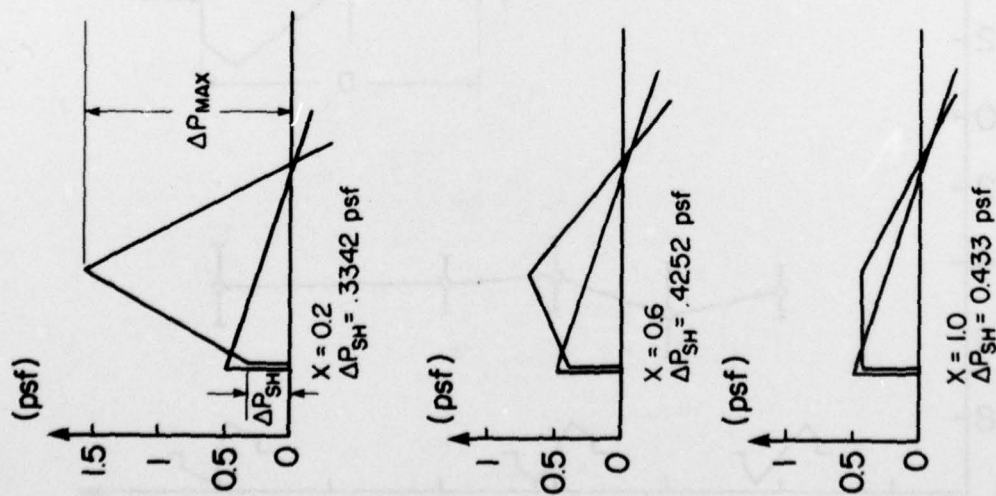 (psf)
1.5
1
0.5
0
ΔP_SH
ΔP_MAX
X = 0.2
ΔP_SH = .3342 psf
(psf)
1
0.5
0
X = 0.6
ΔP_SH = .4252 psf
(psf)
1
0.5
0
X = 1.0
ΔP_SH = 0.433 psf